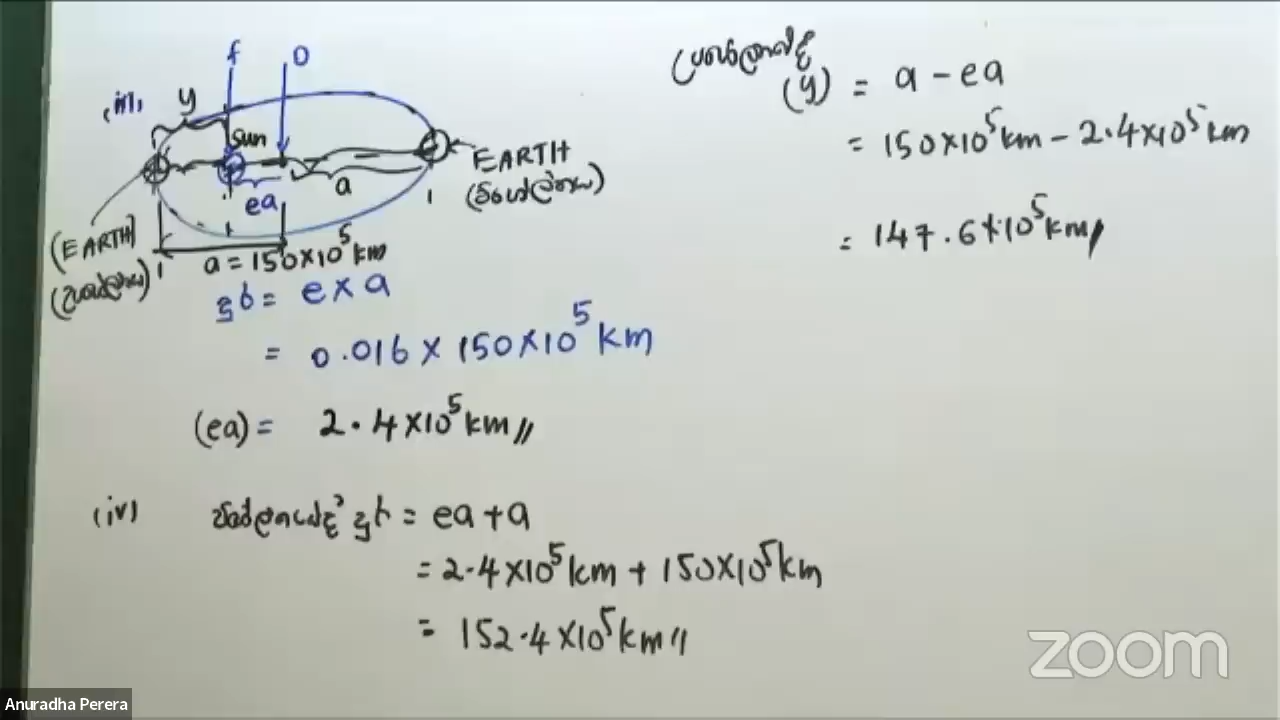 (iii)
y
f
O
Sun
EARTH
a
ea
(EARTH)
a = 150×10⁵ km
දුර = e × a
= 0.016 × 150×10⁵ km
(ea) = 2.4×10⁵ km //
(iv)
දුර = ea + a
= 2.4×10⁵ km + 150×10⁵ km
= 152.4×10⁵ km //
(y) = a - ea
= 150×10⁵ km - 2.4×10⁵ km
= 147.6×10⁵ km //
zoom
Anuradha Perera